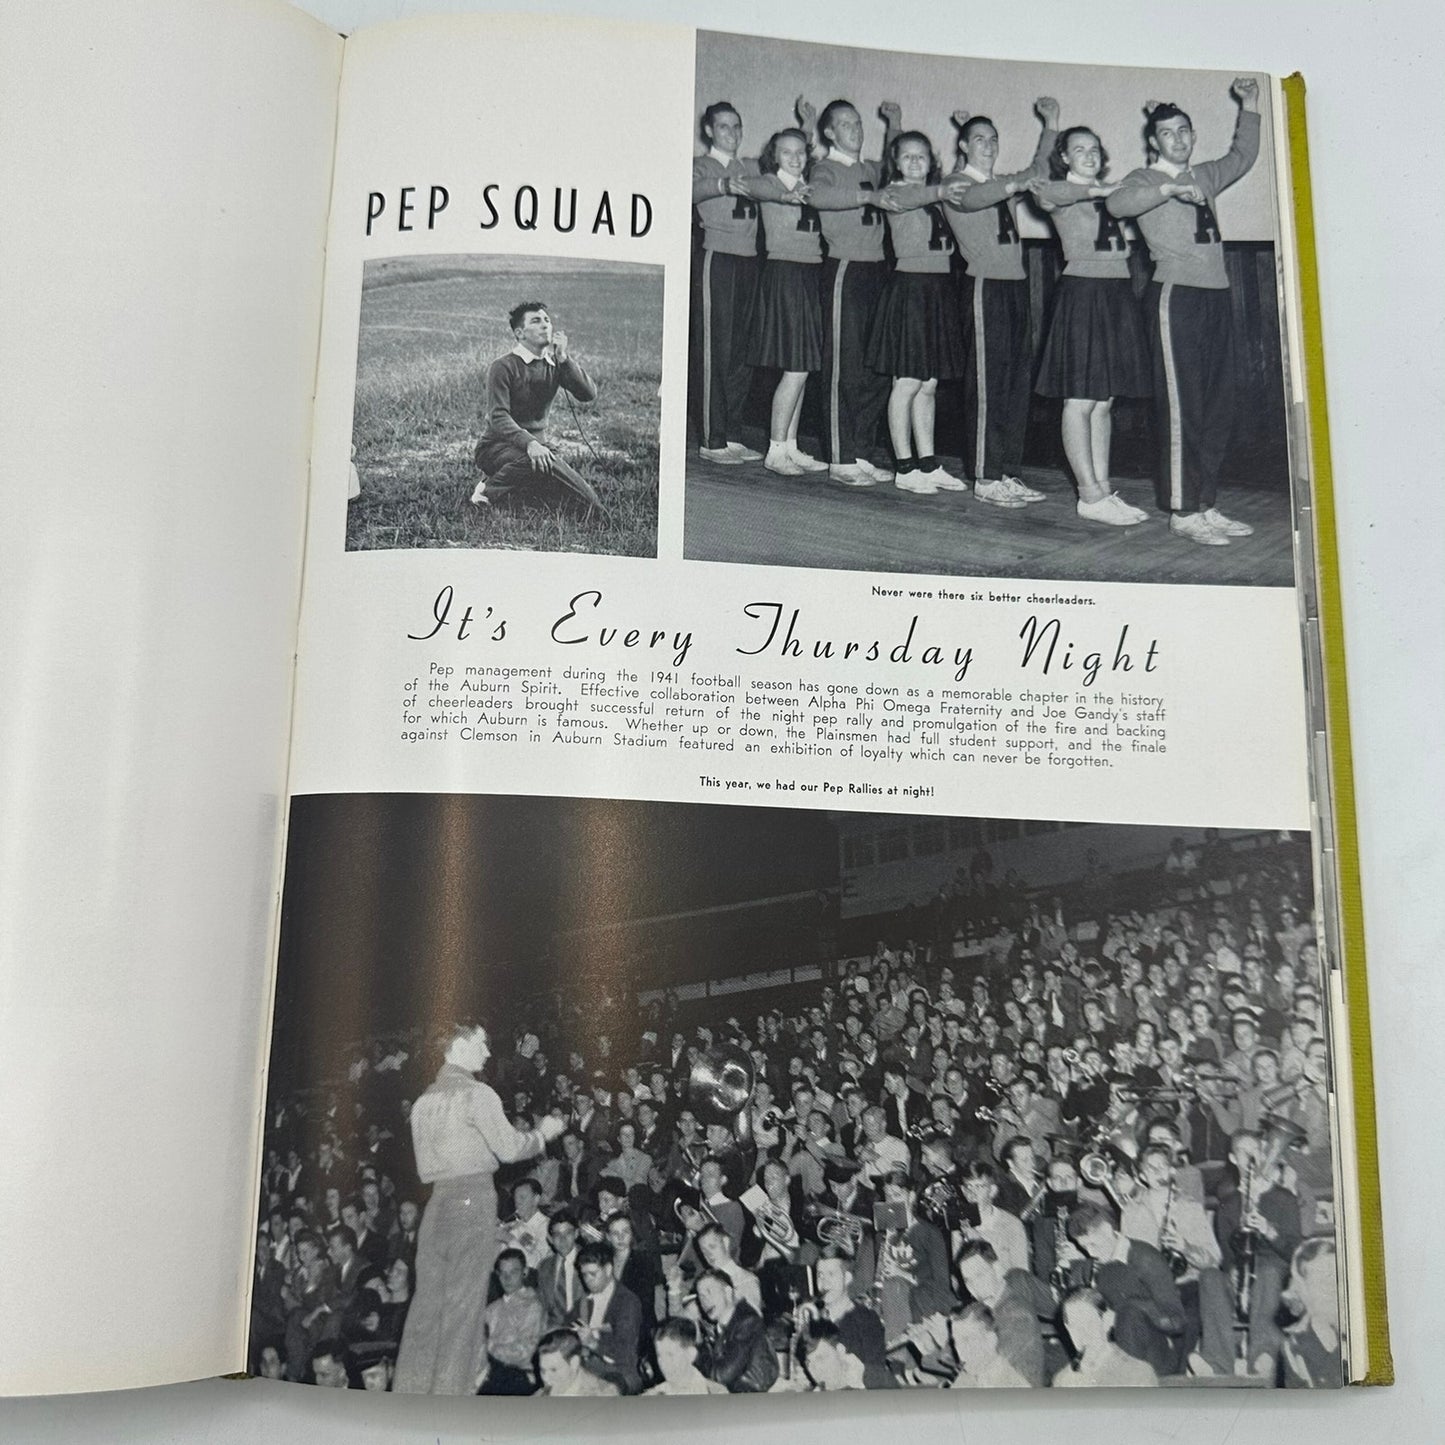 PEP SQUAD
A
A
A
A
A
A
Never were there six better cheerleaders.
It's Every Thursday Night
Pep management during the 1941 football season has gone down as a memorable chapter in the history
of the Auburn Spirit. Effective collaboration between Alpha Phi Omega Fraternity and Joe Gandy's staff
of cheerleaders brought successful return of the night pep rally and promulgation of the fire and backing
for which Auburn is famous. Whether up or down, the Plainsmen had full student support, and the finale
against Clemson in Auburn Stadium featured an exhibition of loyalty which can never be forgotten.
This year, we had our Pep Rallies at night!